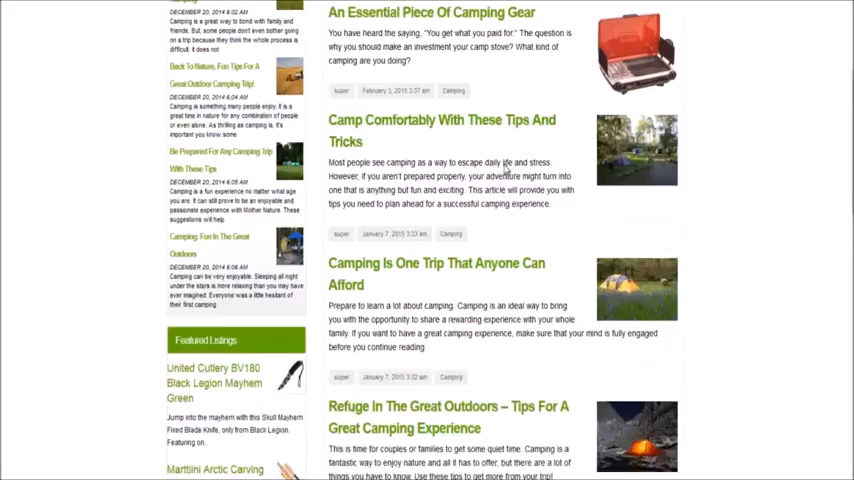 Camping
DECEMBER 20, 2014 6:02 AM
Camping is a great way to bond with family and
friends. But, some people don't even bother going
on a trip because they think the whole process is
difficult. It does not
Back To Nature, Fun Tips For A
Great Outdoor Camping Trip!
DECEMBER 20, 2014 6:04 AM
Camping is something many people enjoy. It is a
great time in nature for any combination of people
or even alone. As thrilling as camping is, it's
important you know some
Be Prepared For Any Camping Trip
With These Tips
DECEMBER 20, 2014 6:05 AM
Camping is a fun experience no matter what age
you are. It can still prove to be an enjoyable and
passionate experience with Mother Nature. These
suggestions will help
Camping: Fun In The Great
Outdoors
DECEMBER 20, 2014 6:06 AM
Camping can be very enjoyable. Sleeping all night
under the stars is more relaxing than you may have
ever imagined. Everyone was a little hesitant of
their first camping
Featured Listings
United Cutlery BV180
Black Legion Mayhem
Green
Jump into the mayhem with this Skull Mayhem
Fixed Blade Knife, only from Black Legion.
Featuring on..
Marttiini Arctic Carving
An Essential Piece Of Camping Gear
You have heard the saying, "You get what you paid for." The question is
why you should make an investment your camp stove? What kind of
camping are you doing?
super February 3, 2015 3:37 am Camping
Camp Comfortably With These Tips And
Tricks
Most people see camping as a way to escape daily life and stress.
However, if you aren't prepared properly, your adventure might turn into
one that is anything but fun and exciting. This article will provide you with
tips you need to plan ahead for a successful camping experience.
super January 7, 2015 3:33 am Camping
Camping Is One Trip That Anyone Can
Afford
Prepare to learn a lot about camping. Camping is an ideal way to bring
you with the opportunity to share a rewarding experience with your whole
family. If you want to have a great camping experience, make sure that your mind is fully engaged
before you continue reading.
super January 7, 2015 3:32 am Camping
Refuge In The Great Outdoors – Tips For A
Great Camping Experience
This is time for couples or families to get some quiet time. Camping is a
fantastic way to enjoy nature and all it has to offer, but there are a lot of
things you have to know. Use these tips to get more from your trip!